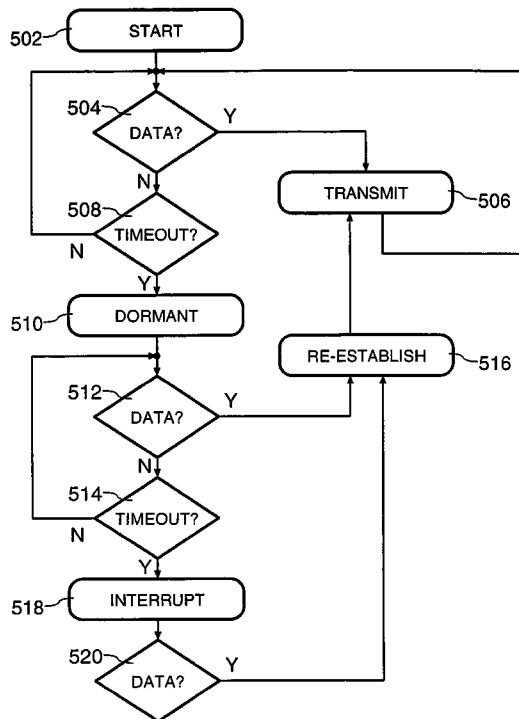 502 START
504 DATA? Y
N
TRANSMIT 506
508 TIMEOUT?
N
Y
510 DORMANT
RE-ESTABLISH 516
512 DATA? Y
N
514 TIMEOUT?
N
Y
518 INTERRUPT
520 DATA? Y